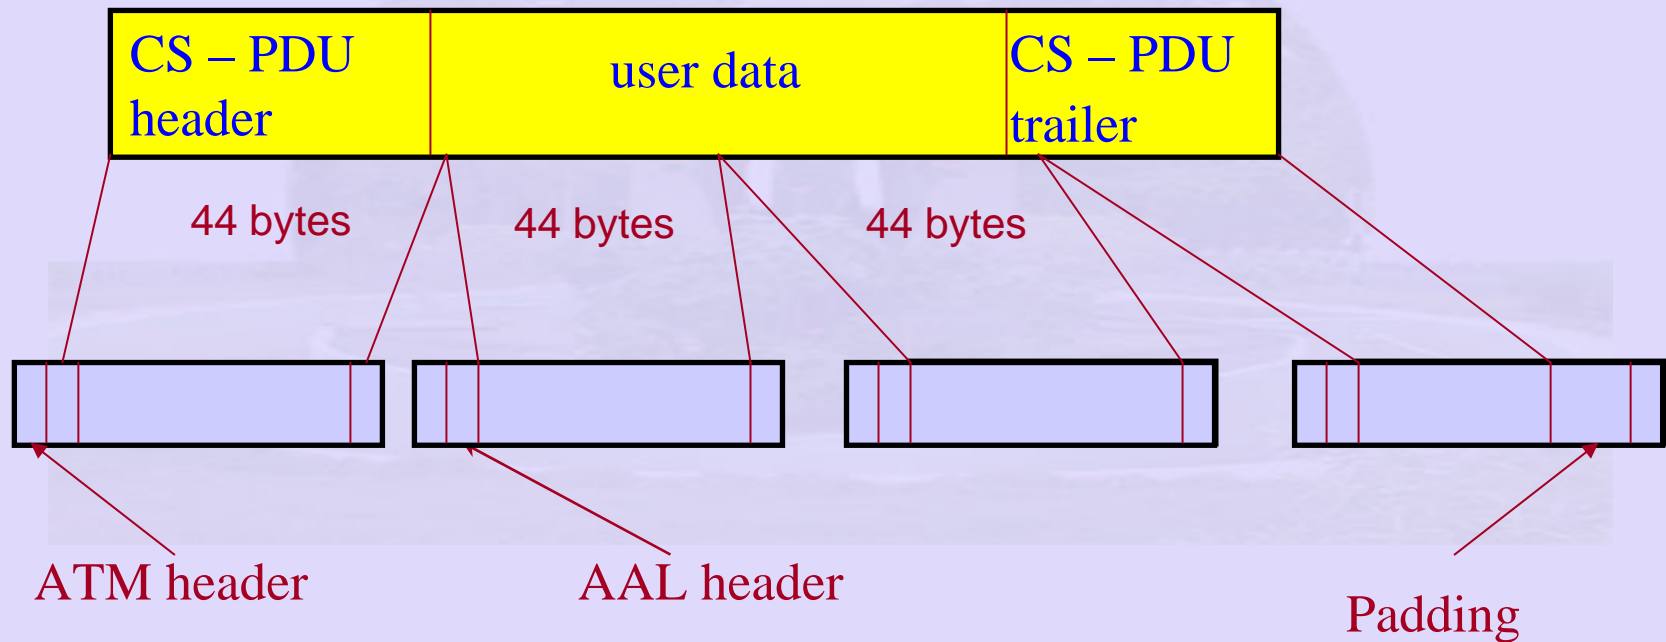 CS – PDU
header
user data
CS – PDU
trailer
44 bytes
44 bytes
44 bytes
ATM header
AAL header
Padding